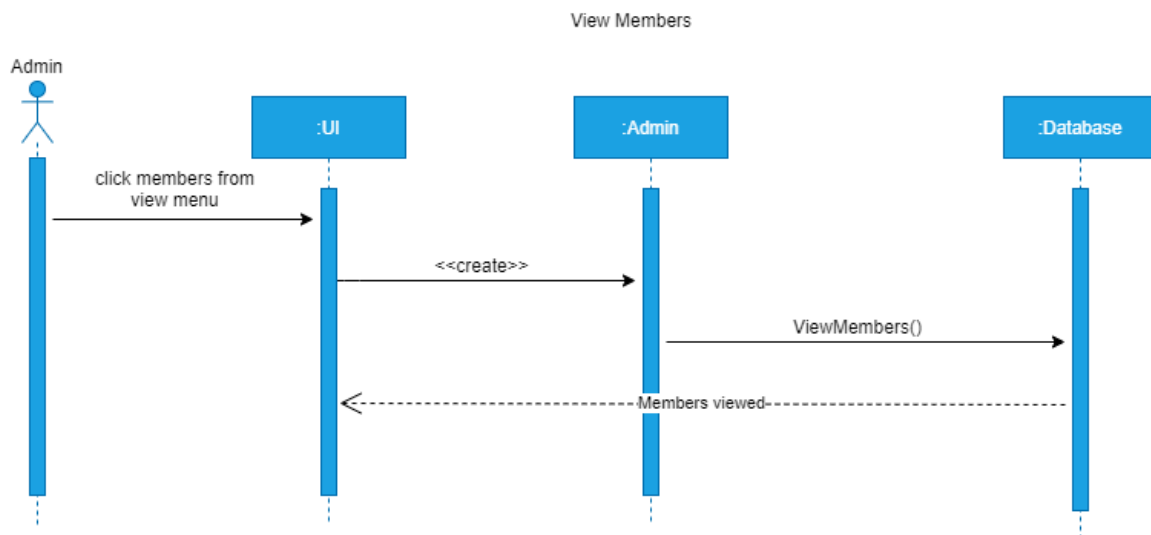 View Members
Admin
:UI
:Admin
:Database
click members from
view menu
<<create>>
ViewMembers()
Members viewed